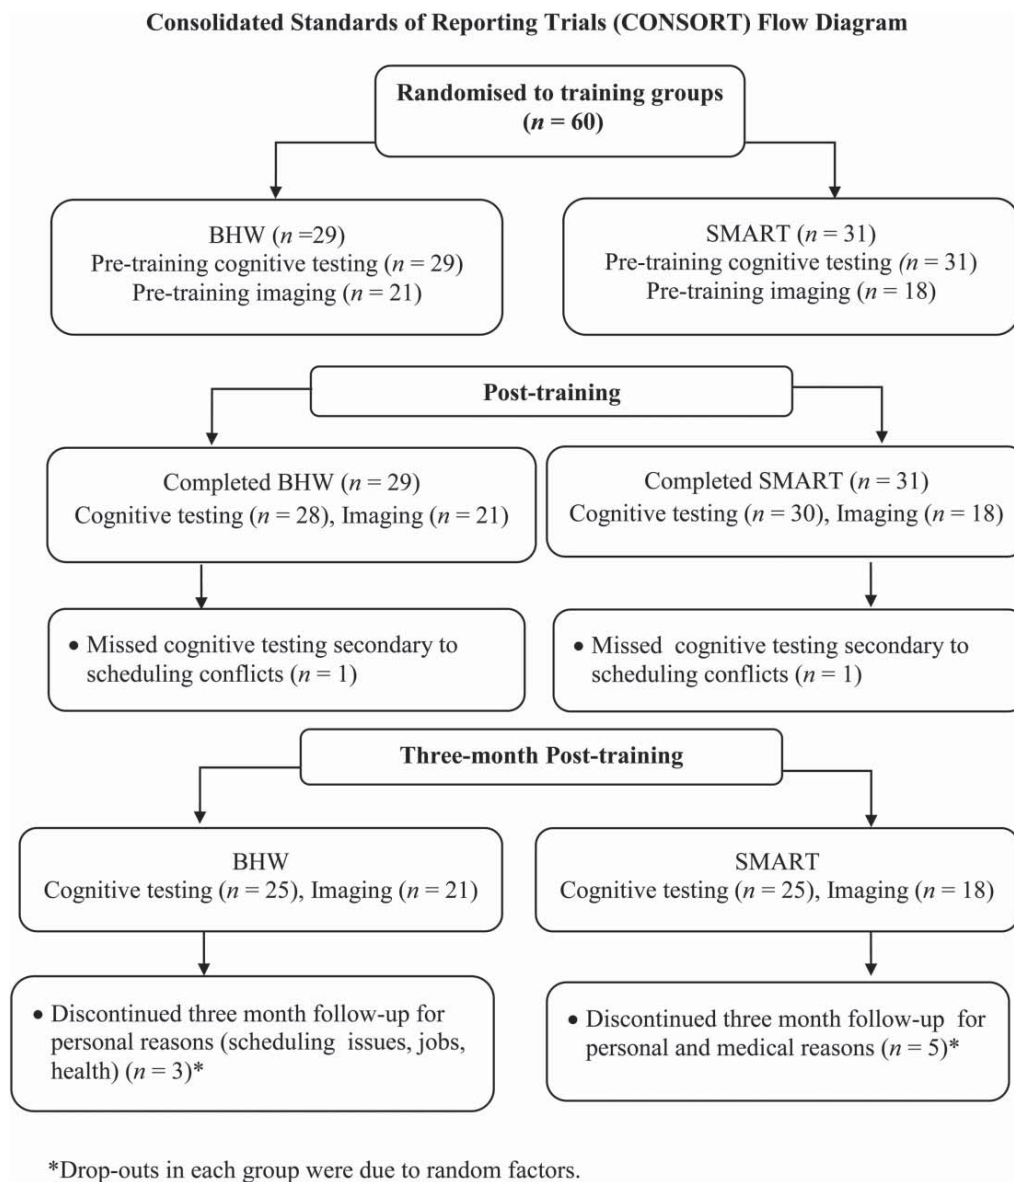 Consolidated Standards of Reporting Trials (CONSORT) Flow Diagram
Randomised to training groups
(n = 60)
BHW (n =29)
Pre-training cognitive testing (n = 29)
Pre-training imaging (n = 21)
SMART (n = 31)
Pre-training cognitive testing (n = 31)
Pre-training imaging (n = 18)
Post-training
Completed BHW (n = 29)
Cognitive testing (n = 28), Imaging (n = 21)
Completed SMART (n = 31)
Cognitive testing (n = 30), Imaging (n = 18)
• Missed cognitive testing secondary to
scheduling conflicts (n = 1)
• Missed cognitive testing secondary to
scheduling conflicts (n = 1)
Three-month Post-training
BHW
Cognitive testing (n = 25), Imaging (n = 21)
SMART
Cognitive testing (n = 25), Imaging (n = 18)
• Discontinued three month follow-up for
personal reasons (scheduling issues, jobs,
health) (n = 3)*
• Discontinued three month follow-up for
personal and medical reasons (n = 5)*
*Drop-outs in each group were due to random factors.